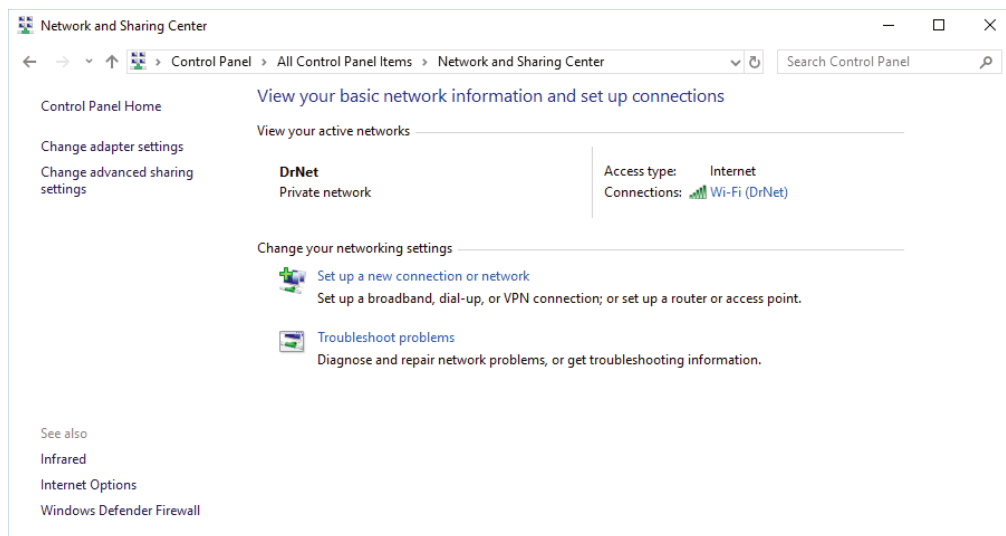 Network and Sharing Center
Control Panel > All Control Panel Items > Network and Sharing Center
Search Control Panel
Control Panel Home
Change adapter settings
Change advanced sharing
settings
View your basic network information and set up connections
View your active networks
DrNet
Private network
Access type: Internet
Connections: Wi-Fi (DrNet)
Change your networking settings
Set up a new connection or network
Set up a broadband, dial-up, or VPN connection; or set up a router or access point.
Troubleshoot problems
Diagnose and repair network problems, or get troubleshooting information.
See also
Infrared
Internet Options
Windows Defender Firewall